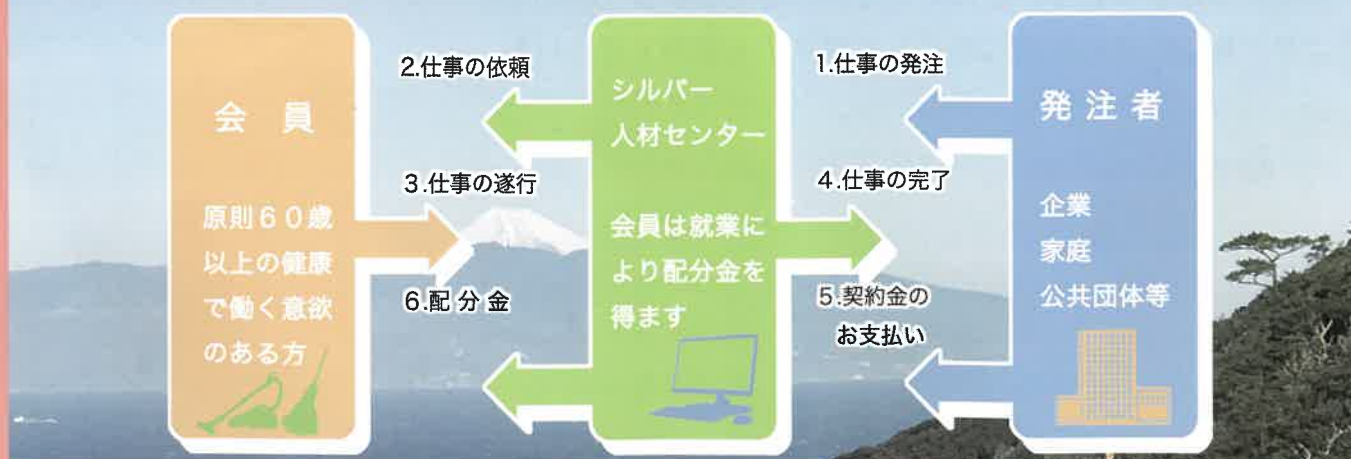 会 員
原則60歳
以上の健康
で働く意欲
のある方
2.仕事の依頼
3.仕事の遂行
6.配 分 金
シルバー
人材センター
会員は就業に
より配分金を
得ます
1.仕事の発注
4.仕事の完了
5.契約金の
お支払い
発 注 者
企業
家庭
公共団体等